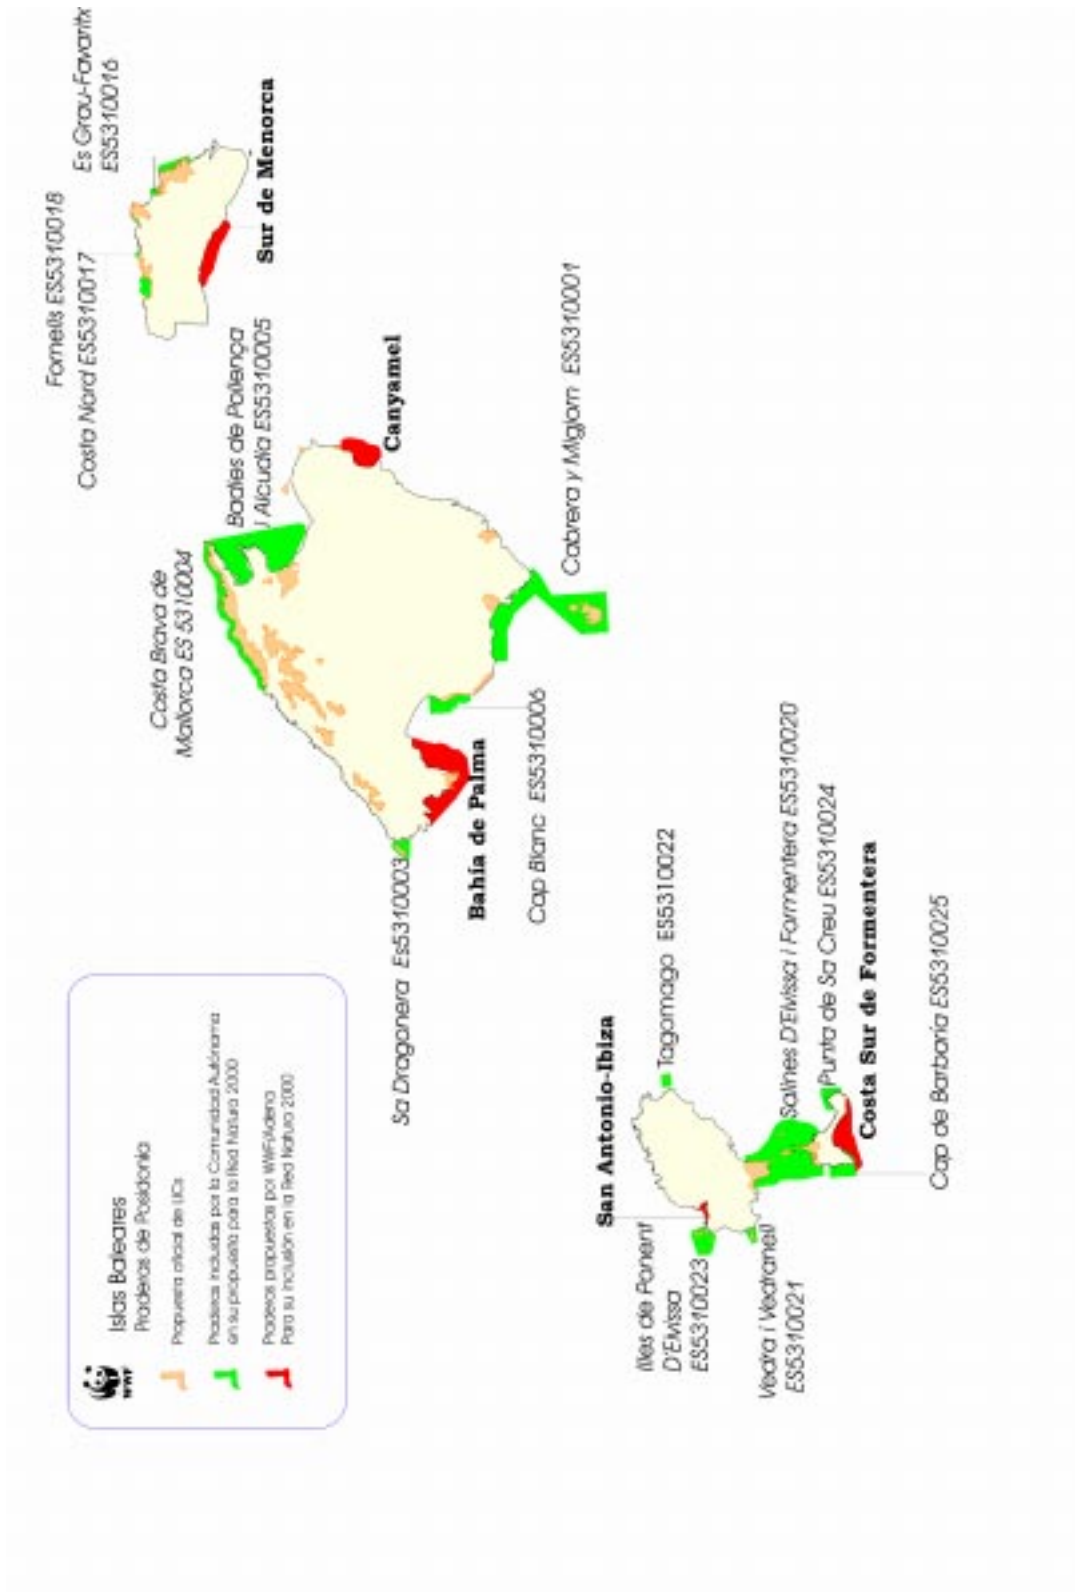 Islas Baleares
Praderas de Posidonia
WWF
Propuesta oficial de LICs
Praderas incluidas por la Comunidad Autónoma
en su propuesta para la Red Natura 2000
Praderas propuestas por WWF/Adena
Para su inclusión en la Red Natura 2000
Fornells ES5310018
Costa Nord ES5310017
Es Grau-Favaritx
ES5310016
Sur de Menorca
Costa Brava de
Mallorca ES 5310004
Badies de Pollença
i Alcudia ES5310005
Canyamel
Sa Dragonera Es5310003
Bahía de Palma
Cap Blanc ES5310006
Cabrera y Migjorn ES5310001
San Antonio-Ibiza
Tagomago ES5310022
Illes de Ponent
D'Eivissa
ES5310023
Vedra i Vedranell
ES5310021
Salines D'Eivissa i Formentera ES5310020
Punta de Sa Creu ES5310024
Costa Sur de Formentera
Cap de Barbaria ES5310025